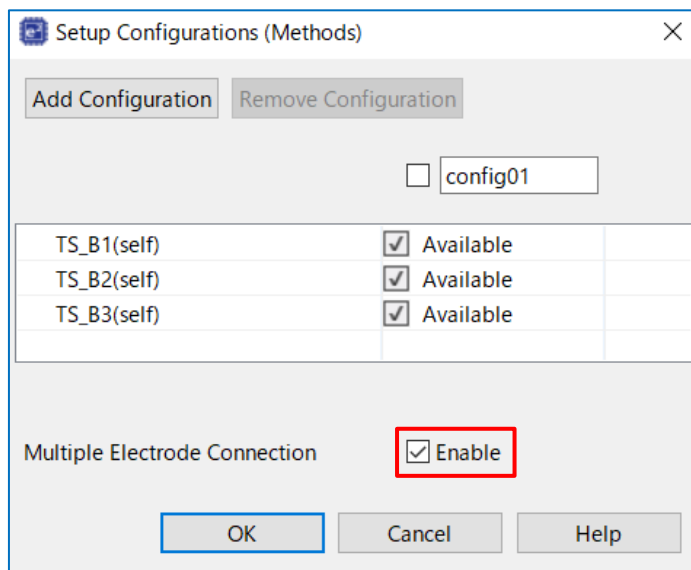 Setup Configurations (Methods)
Add Configuration Remove Configuration
config01
TS_B1(self) Available
TS_B2(self) Available
TS_B3(self) Available
Multiple Electrode Connection Enable
OK Cancel Help